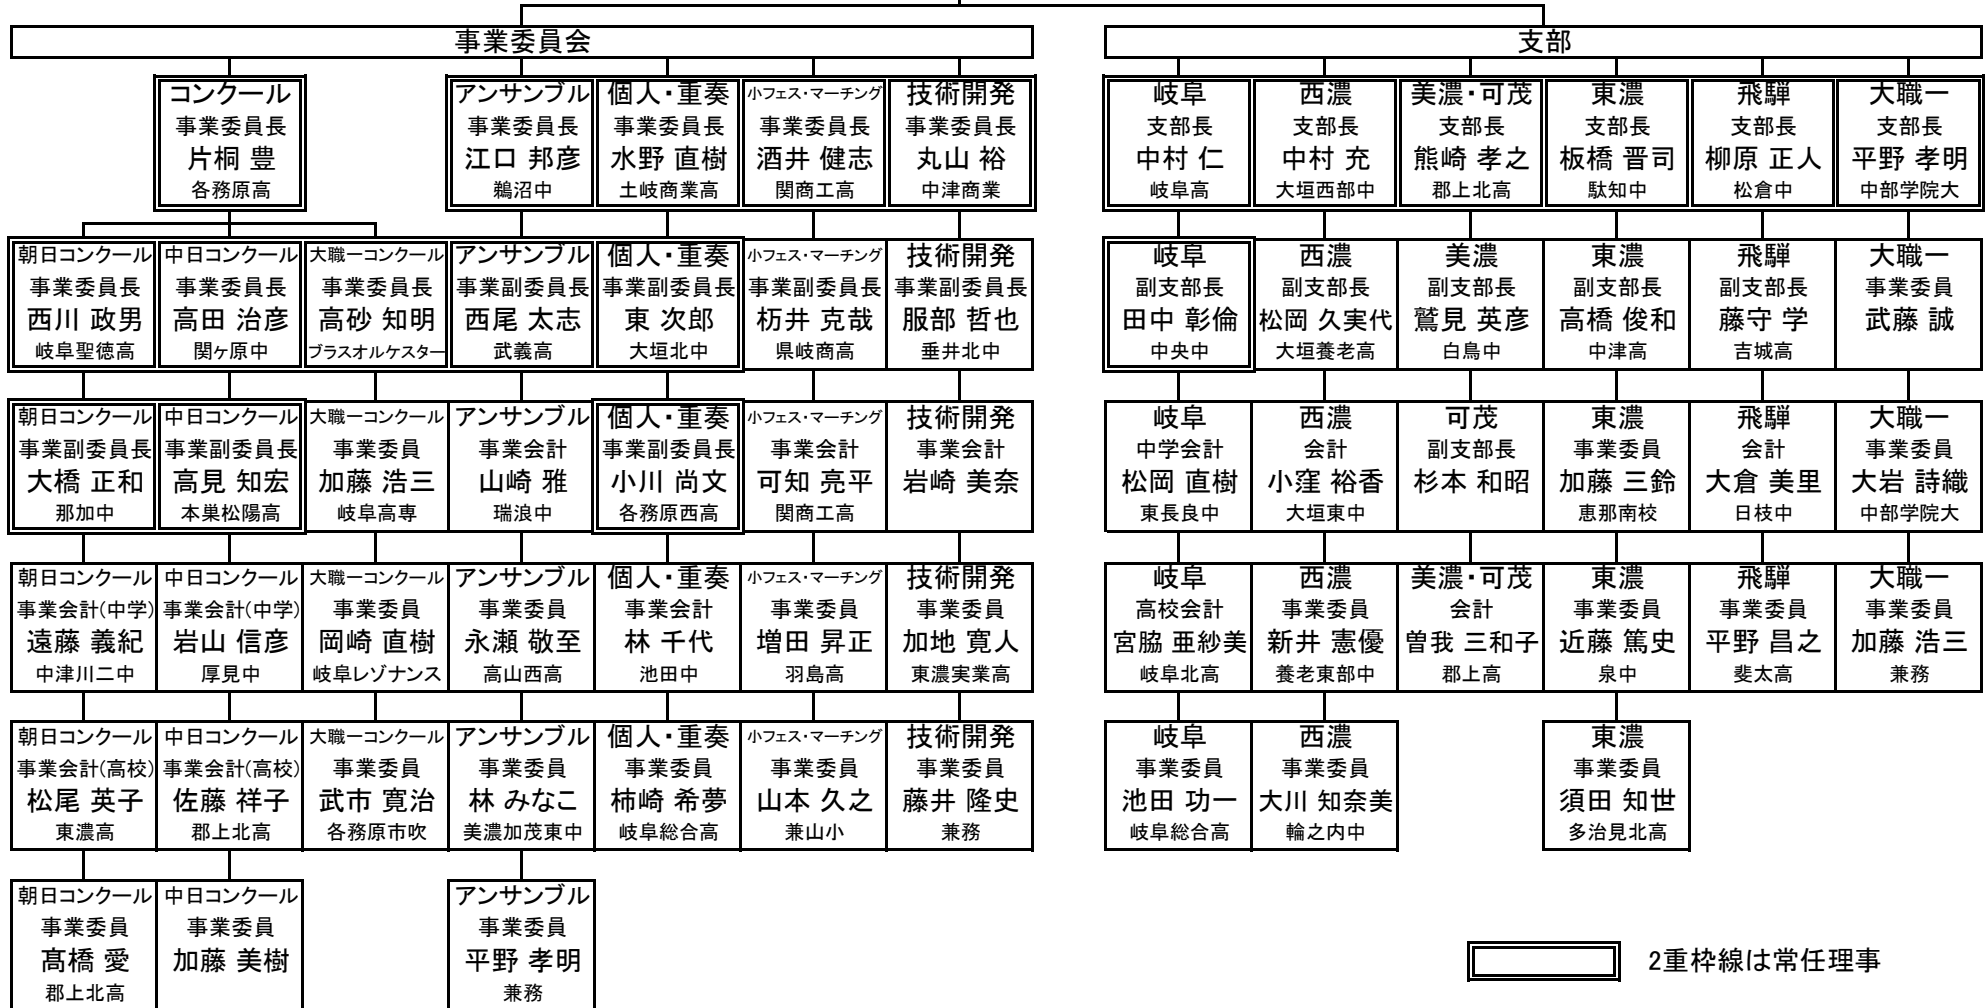 事業委員会
コンクール
事業委員長
片桐 豊
各務原高
アンサンブル
事業委員長
江口 邦彦
鵜沼中
個人・重奏
事業委員長
水野 直樹
土岐商業高
小フェス・マーチング
事業委員長
酒井 健志
関商工高
技術開発
事業委員長
丸山 裕
中津商業
朝日コンクール
事業委員長
西川 政男
岐阜聖徳高
中日コンクール
事業委員長
高田 治彦
関ヶ原中
大職一コンクール
事業委員長
高砂 知明
ブラスオルケスター
アンサンブル
事業副委員長
西尾 太志
武義高
個人・重奏
事業副委員長
東 次郎
大垣北中
小フェス・マーチング
事業副委員長
杤井 克哉
県岐商高
技術開発
事業副委員長
服部 哲也
垂井北中
朝日コンクール
事業副委員長
大橋 正和
那加中
中日コンクール
事業副委員長
高見 知宏
本巣松陽高
大職一コンクール
事業委員
加藤 浩三
岐阜高専
アンサンブル
事業会計
山崎 雅
瑞浪中
個人・重奏
事業副委員長
小川 尚文
各務原西高
小フェス・マーチング
事業会計
可知 亮平
関商工高
技術開発
事業会計
岩崎 美奈
朝日コンクール
事業会計(中学)
遠藤 義紀
中津川二中
中日コンクール
事業会計(中学)
岩山 信彦
厚見中
大職一コンクール
事業委員
岡崎 直樹
岐阜レゾナンス
アンサンブル
事業委員
永瀬 敬至
高山西高
個人・重奏
事業会計
林 千代
池田中
小フェス・マーチング
事業委員
増田 昇正
羽島高
技術開発
事業委員
加地 寛人
東濃実業高
朝日コンクール
事業会計(高校)
松尾 英子
東濃高
中日コンクール
事業会計(高校)
佐藤 祥子
郡上北高
大職一コンクール
事業委員
武市 寛治
各務原市吹
アンサンブル
事業委員
林 みなこ
美濃加茂東中
個人・重奏
事業委員
柿崎 希夢
岐阜総合高
小フェス・マーチング
事業委員
山本 久之
兼山小
技術開発
事業委員
藤井 隆史
兼務
朝日コンクール
事業委員
髙橋 愛
郡上北高
中日コンクール
事業委員
加藤 美樹
アンサンブル
事業委員
平野 孝明
兼務
支部
岐阜
支部長
中村 仁
岐阜高
西濃
支部長
中村 充
大垣西部中
美濃・可茂
支部長
熊崎 孝之
郡上北高
東濃
支部長
板橋 晋司
駄知中
飛騨
支部長
柳原 正人
松倉中
大職一
支部長
平野 孝明
中部学院大
岐阜
副支部長
田中 彰倫
中央中
西濃
副支部長
松岡 久実代
大垣養老高
美濃
副支部長
鷲見 英彦
白鳥中
東濃
副支部長
高橋 俊和
中津高
飛騨
副支部長
藤守 学
吉城高
大職一
事業委員
武藤 誠
岐阜
中学会計
松岡 直樹
東長良中
西濃
会計
小窪 裕香
大垣東中
可茂
副支部長
杉本 和昭
東濃
事業委員
加藤 三鈴
恵那南校
飛騨
会計
大倉 美里
日枝中
大職一
事業委員
大岩 詩織
中部学院大
岐阜
高校会計
宮脇 亜紗美
岐阜北高
西濃
事業委員
新井 憲優
養老東部中
美濃・可茂
会計
曽我 三和子
郡上高
東濃
事業委員
近藤 篤史
泉中
飛騨
事業委員
平野 昌之
斐太高
大職一
事業委員
加藤 浩三
兼務
岐阜
事業委員
池田 功一
岐阜総合高
西濃
事業委員
大川 知奈美
輪之内中
東濃
事業委員
須田 知世
多治見北高
2重枠線は常任理事